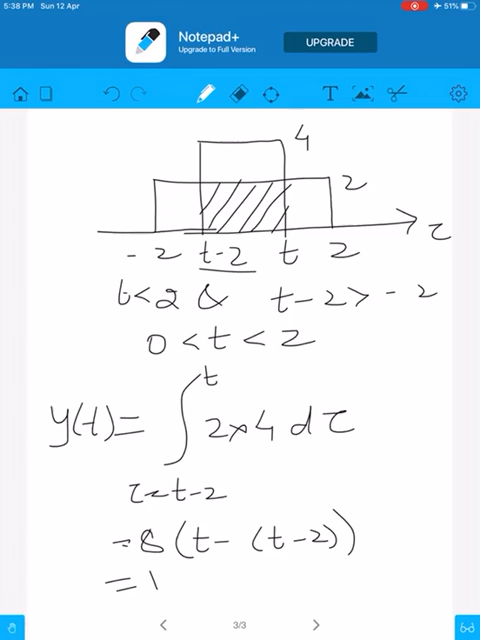 5:38 PM Sun 12 Apr 51%
Notepad+
Upgrade to Full Version
UPGRADE
T
4
2
τ
-2 t-2 t 2
t<2 & t-2>-2
0<t<2
t
y(t)= ∫ 2×4 dτ
τ=t-2
=8(t-(t-2))
=1
3/3